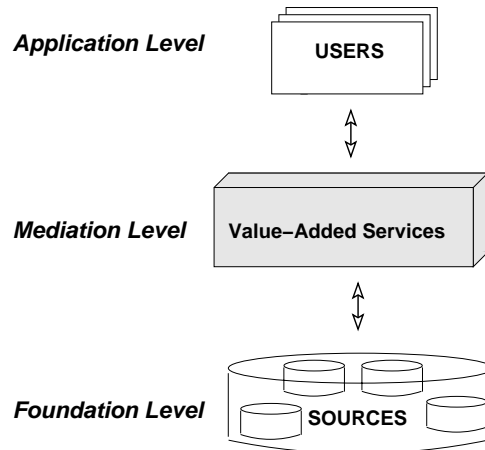 Application Level
USERS
Mediation Level
Value–Added Services
Foundation Level
SOURCES